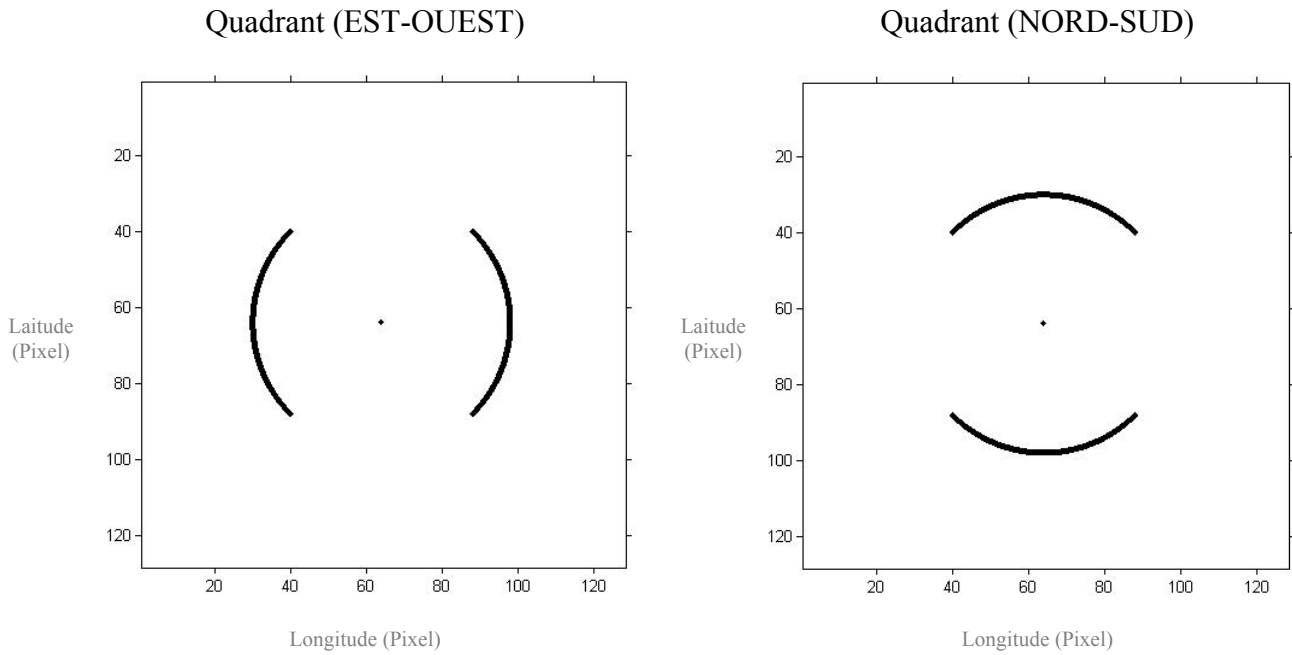 Quadrant (EST-OUEST)
20
40
60
80
100
120
20 40 60 80 100 120
Laitude
(Pixel)
Longitude (Pixel)
Quadrant (NORD-SUD)
20
40
60
80
100
120
20 40 60 80 100 120
Laitude
(Pixel)
Longitude (Pixel)